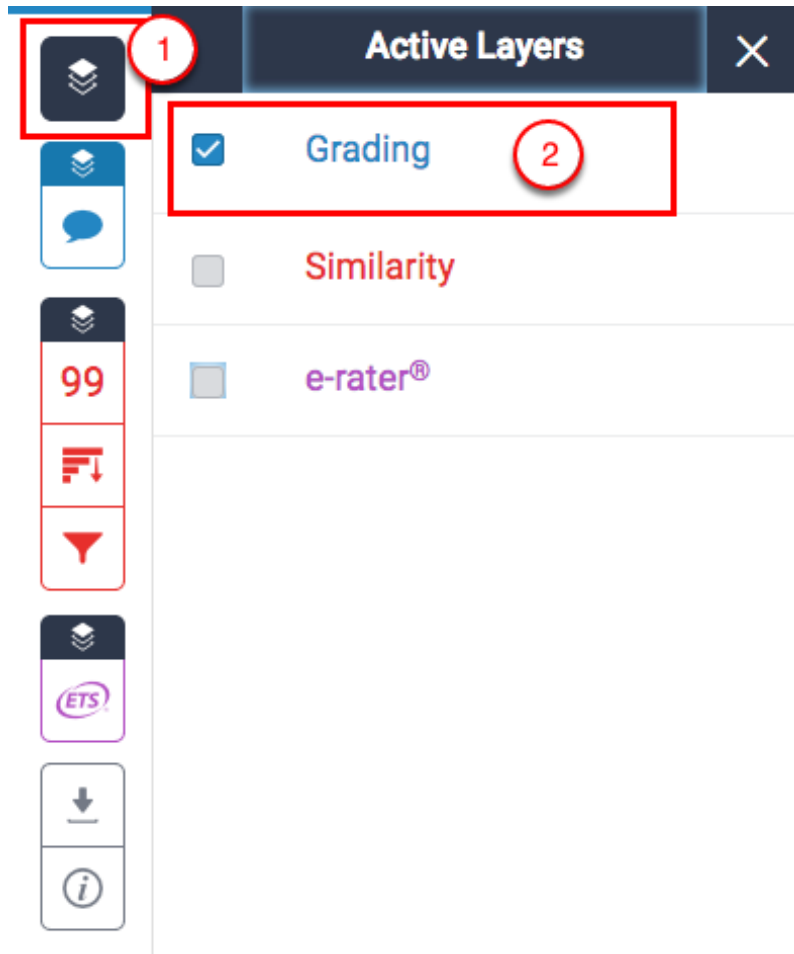 1
Active Layers
Grading
2
Similarity
99
e-rater®
ETS
i